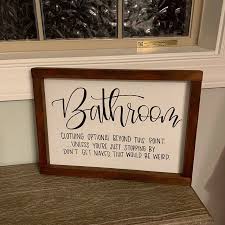 Bathroom
CLOTHING OPTIONAL BEYOND THIS POINT.
UNLESS YOU'RE JUST STOPPING BY
DON'T GET NAKED THAT WOULD BE WEIRD.